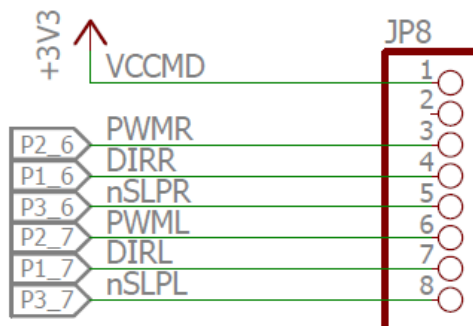 JP8
+3V3
VCCMD 1
2
P2_6 PWMR 3
P1_6 DIRR 4
P3_6 nSLPR 5
P2_7 PWML 6
P1_7 DIRL 7
P3_7 nSLPL 8